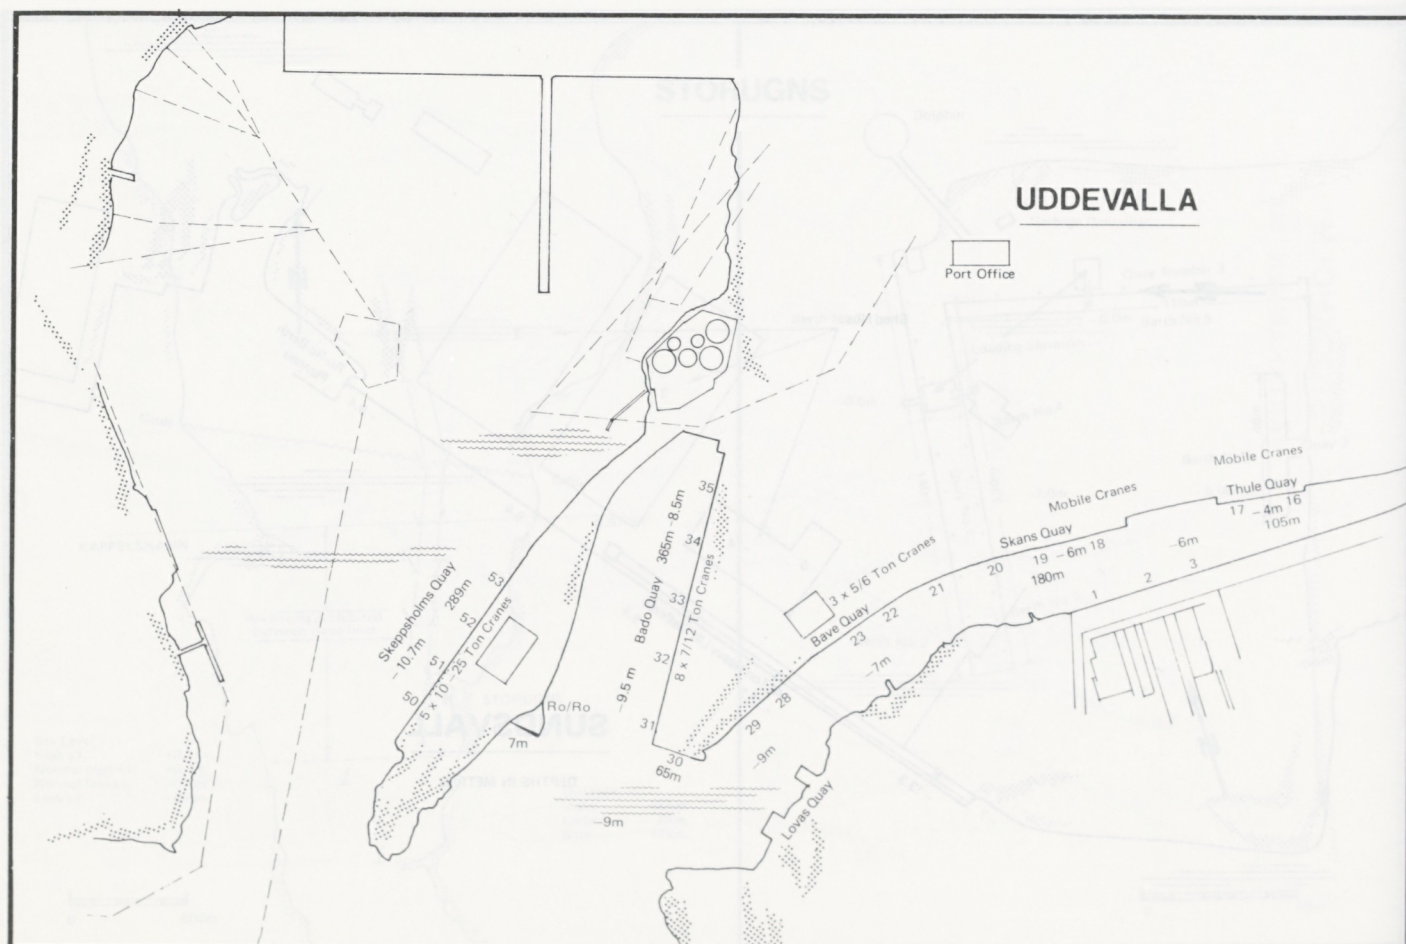 UDDEVALLA
Port Office
Mobile Cranes
Thule Quay
17 -4m 16
105m
Mobile Cranes
Skans Quay
20 19 -6m 18
180m
-6m
1 2 3
3 x 5/6 Ton Cranes
Bave Quay
23 22 21
-7m
28
29
-9m
Lovas Quay
35
34
33
32
31
30
65m
365m -8.5m
Bado Quay
-9.5 m
8 x 7/12 Ton Cranes
Skeppsholms Quay
289m
-10.7m
53
52
51
50
5 x 10 -25 Ton Cranes
Ro/Ro
7m
-9m